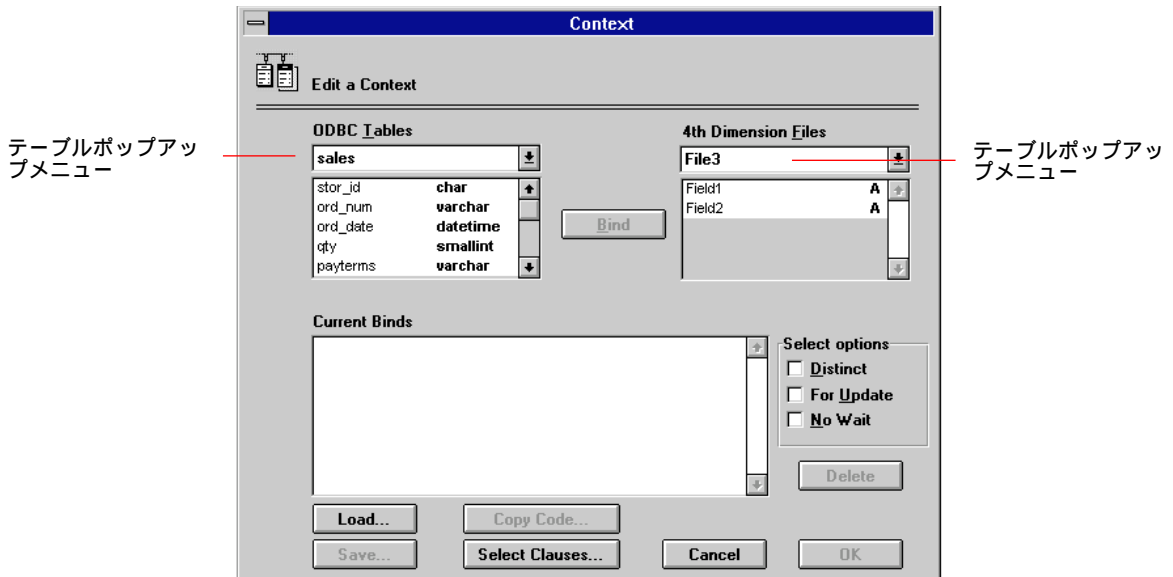 Context
Edit a Context
テーブルポップアッ
プメニュー
ODBC Tables
sales
stor_id char
ord_num varchar
ord_date datetime
qty smallint
payterms varchar
Bind
4th Dimension Files
File3
Field1 A
Field2 A
テーブルポップアッ
プメニュー
Current Binds
Select options
Distinct
For Update
No Wait
Delete
Load... Copy Code...
Save... Select Clauses... Cancel OK